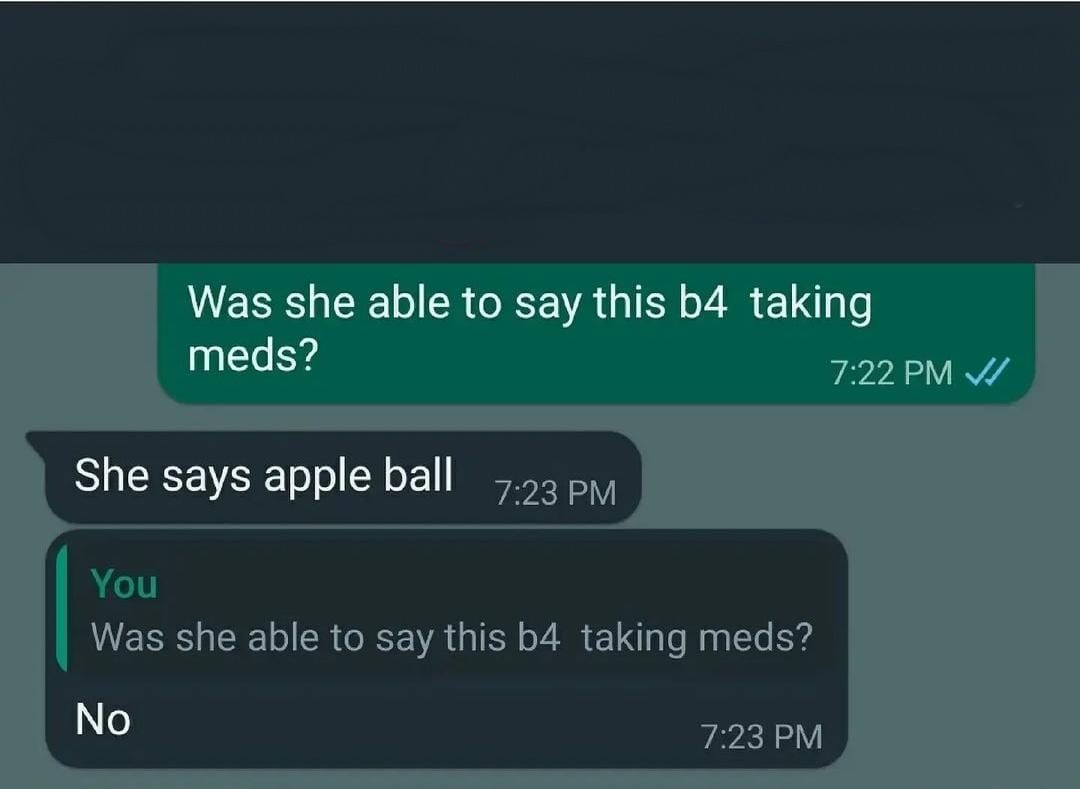 Was she able to say this b4  taking
meds?
7:22 PM
She says apple ball
7:23 PM
You
Was she able to say this b4  taking meds?
No
7:23 PM